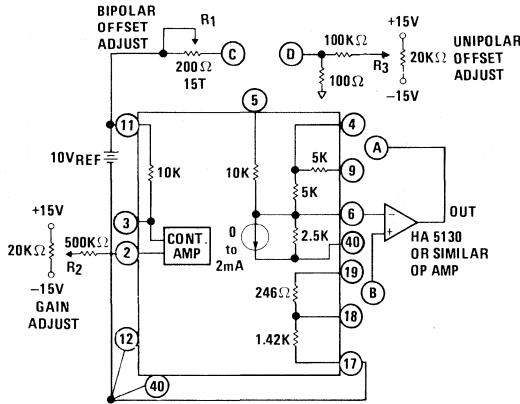 BIPOLAR
OFFSET
ADJUST
R1
200Ω
15T
C
D
100KΩ
100Ω
R3
+15V
20KΩ
-15V
UNIPOLAR
OFFSET
ADJUST
5
11
4
A
10VREF
10K
10K
5K
9
5K
3
6
OUT
+15V
20KΩ
-15V
R2
500KΩ
2
CONT.
AMP
0
to
2mA
2.5K
40
-
+
HA 5130
OR SIMILAR
OP AMP
B
GAIN
ADJUST
19
246Ω
18
12
1.42K
17
40